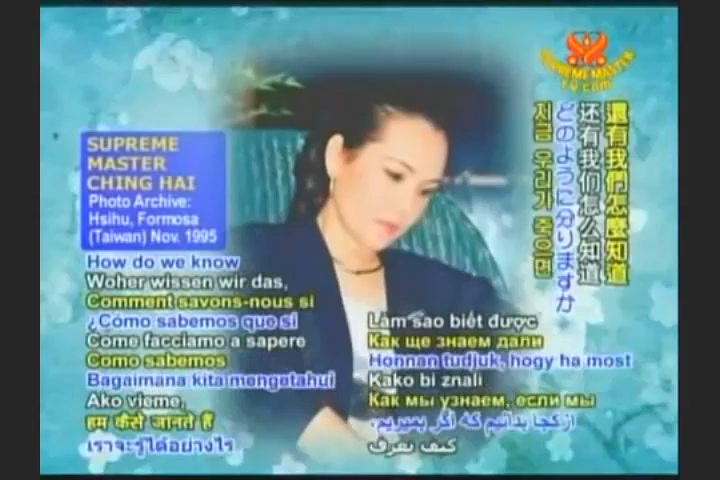 SUPREME MASTER
TV.com
SUPREME
MASTER
CHING HAI
Photo Archive:
Hsihu, Formosa
(Taiwan) Nov. 1995
還有我們怎麼知道
还有我们怎么知道
どのように分りますか
지금 우리가 죽으면
How do we know
Woher wissen wir das,
Comment savons-nous si
¿Cómo sabemos que si
Come facciamo a sapere
Como sabemos
Bagaimana kita mengetahui
Ako vieme,
हम कैसे जानते हैं
เราจะรู้ได้อย่างไร
Làm sao biết được
Как ще знаем дали
Honnan tudjuk, hogy ha most
Kako bi znali
Как мы узнаем, если мы
از کجا بدانیم که اگر بمیریم،
كيف نعرف